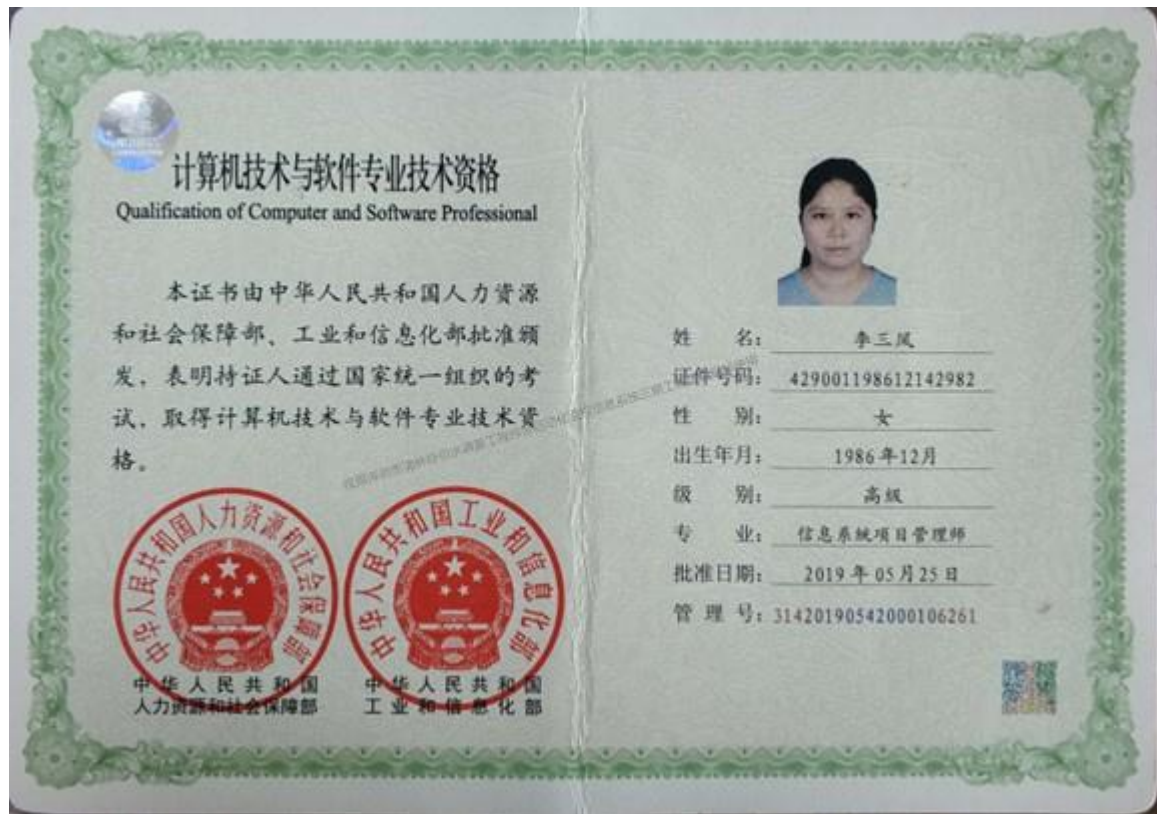 计算机技术与软件专业技术资格
Qualification of Computer and Software Professional
本证书由中华人民共和国人力资源
和社会保障部、工业和信息化部批准颁
发，表明持证人通过国家统一组织的考
试，取得计算机技术与软件专业技术资
格。
中华人民共和国人力资源和社会保障部
中华人民共和国工业和信息化部
中华人民共和国
人力资源和社会保障部
中华人民共和国
工业和信息化部
姓 名： 李三凤
证件号码： 429001198612142982
性 别： 女
出生年月： 1986年12月
级 别： 高级
专 业： 信息系统项目管理师
批准日期： 2019年05月25日
管 理 号： 31420190542000106261